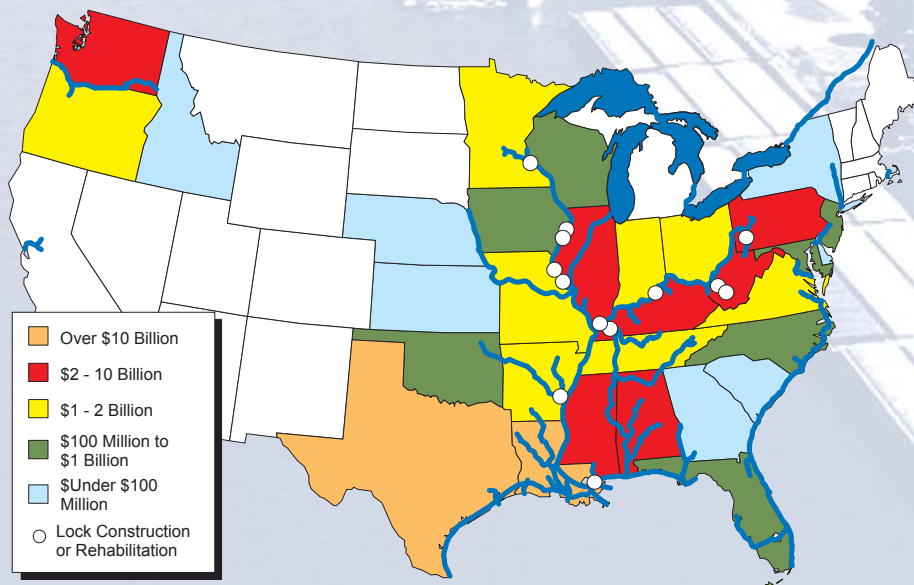 Over $10 Billion
$2 - 10 Billion
$1 - 2 Billion
$100 Million to
$1 Billion
$Under $100
Million
Lock Construction
or Rehabilitation